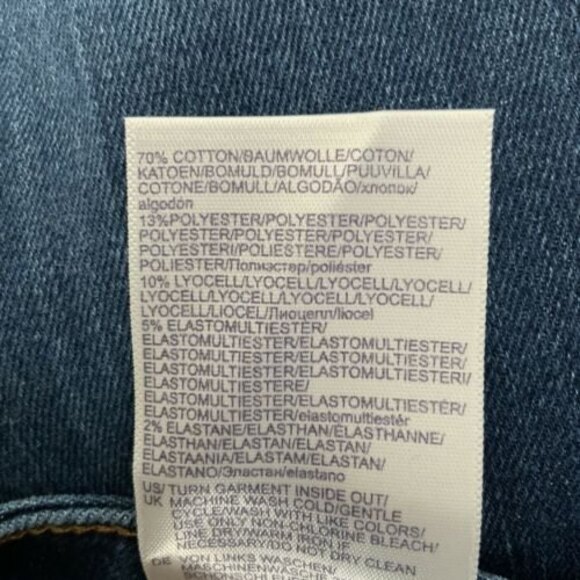 70% COTTON/BAUMWOLLE/COTON/
KATOEN/BOMULD/BOMULL/PUUVILLA/
COTONE/BOMULL/ALGODÃO/хлопок/
algodón
13%POLYESTER/POLYESTER/POLYESTER/
POLYESTER/POLYESTER/POLYESTER/
POLYESTERI/POLIESTERE/POLYESTER/
POLIESTER/Полиэстер/poliéster
10% LYOCELL/LYOCELL/LYOCELL/LYOCELL/
LYOCELL/LYOCELL/LYOCELL/LYOCELL/
LYOCELL/LIOCEL/Лиоцелл/liocel
5% ELASTOMULTIESTER/
ELASTOMULTIESTER/ELASTOMULTIESTER/
ELASTOMULTIESTER/ELASTOMULTIESTER/
ELASTOMULTIESTER/ELASTOMULTIESTERI/
ELASTOMULTIESTERE/
ELASTOMULTIESTER/ELASTOMULTIESTÉR/
ELASTOMULTIESTER/elastomultiestér
2% ELASTANE/ELASTHAN/ELASTHANNE/
ELASTHAN/ELASTAN/ELASTAN/
ELASTAANIA/ELASTAM/ELASTAN/
ELASTANO/Эластан/elastano
US/ TURN GARMENT INSIDE OUT/
UK MACHINE WASH COLD/GENTLE
CYCLE/WASH WITH LIKE COLORS/
USE ONLY NON-CHLORINE BLEACH/
LINE DRY/WARM IRON IF
NECESSARY/DO NOT DRY CLEAN
DE VON LINKS WASCHEN/
MASCHINENWÄSCHE